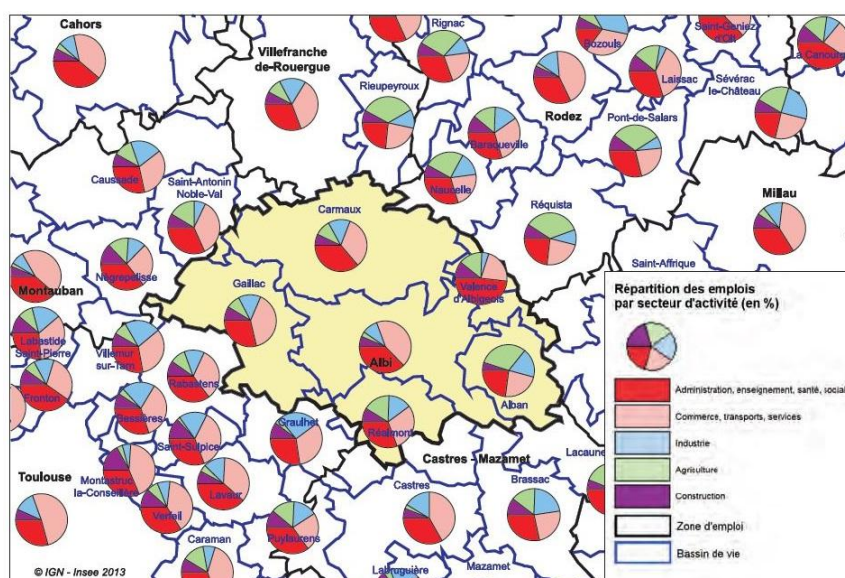 Cahors
Rignac
Bozouls
Saint-Geniez
d'Olt
La Canourgue
Villefranche
de-Rouergue
Rieupeyroux
Laissac
Sévérac
le-Château
Rodez
Pont-de-Salars
Baraqueville
Caussade
Saint-Antonin
Noble-Val
Naucelle
Réquista
Millau
Carmaux
Nègrepelisse
Saint-Affrique
Montauban
Gaillac
Valence
d'Albigeois
Labastide
Saint-Pierre
Villemur
sur-Tarn
Albi
Rabastens
Fronton
Alban
Bessières
Saint-Sulpice
Graulhet
Réalmont
Castres - Mazamet
Lacaune
Toulouse
Montastruc
la-Conseillère
Lavaur
Castres
Brassac
Verfeil
Puylaurens
Caraman
Labruguière
Mazamet
Répartition des emplois
par secteur d'activité (en %)
Administration, enseignement, santé, social
Commerce, transports, services
Industrie
Agriculture
Construction
Zone d'emploi
Bassin de vie
© IGN - Insee 2013